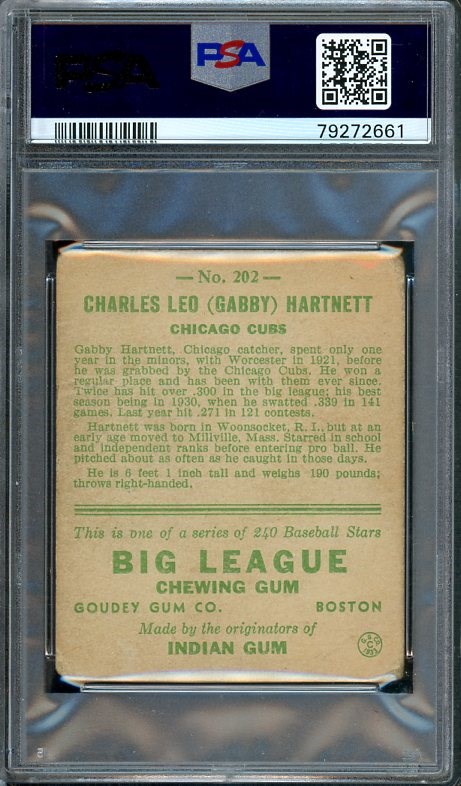 PSA
PSA
79272661
— No. 202 —
CHARLES LEO (GABBY) HARTNETT
CHICAGO CUBS
Gabby Hartnett, Chicago catcher, spent only one
year in the minors, with Worcester in 1921, before
he was grabbed by the Chicago Cubs. He won a
regular place and has been with them ever since.
Twice has hit over .300 in the big league; his best
season being in 1930, when he swatted .339 in 141
games. Last year hit .271 in 121 contests.
Hartnett was born in Woonsocket, R. I., but at an
early age moved to Millville, Mass. Starred in school
and independent ranks before entering pro ball. He
pitched about as often as he caught in those days.
He is 6 feet 1 inch tall and weighs 190 pounds;
throws right-handed.
This is one of a series of 240 Baseball Stars
BIG LEAGUE
CHEWING GUM
GOUDEY GUM CO. BOSTON
Made by the originators of
INDIAN GUM